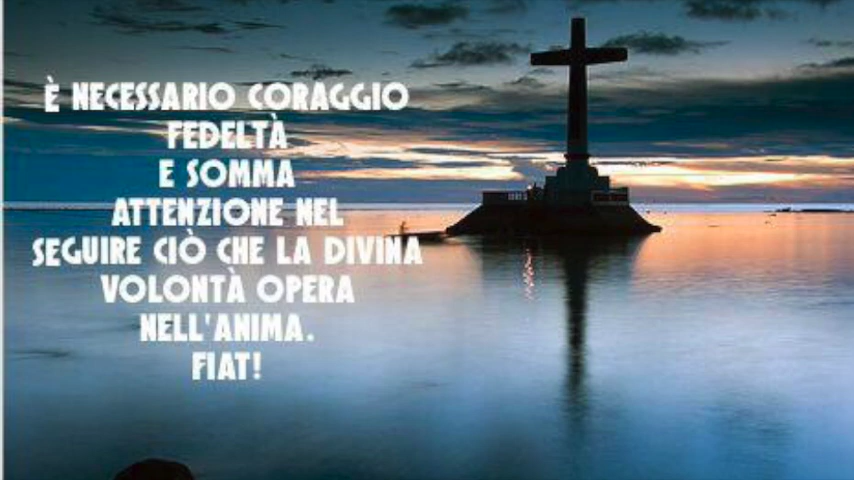 È NECESSARIO CORAGGIO
FEDELTÀ
E SOMMA
ATTENZIONE NEL
SEGUIRE CIÒ CHE LA DIVINA
VOLONTÀ OPERA
NELL'ANIMA.
FIAT!